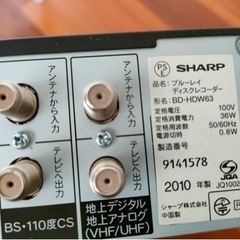 アンテナから入力
アンテナから入力
テレビへ出力
テレビへ出力
BS・110度CS
地上デジタル
地上アナログ
(VHF/UHF)
PS
E
SHARP
品名 ブルーレイ
ディスクレコーダー
形名 BD-HDW63
定格電圧 100V
定格消費電力 36W
定格周波数 50/60Hz
待機時消費電力 0.8W
製造番号
9141578
2010 年製
シャープ株式会社
中国製
JQA
JQ1002